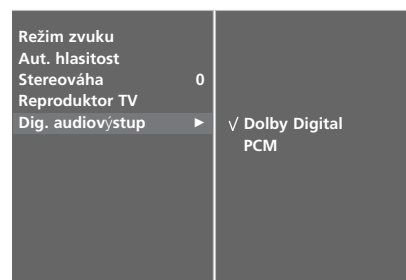 Režim zvuku
Aut. hlasitost
Stereováha 0
Reproduktor TV
Dig. audiovýstup ►
√ Dolby Digital
PCM